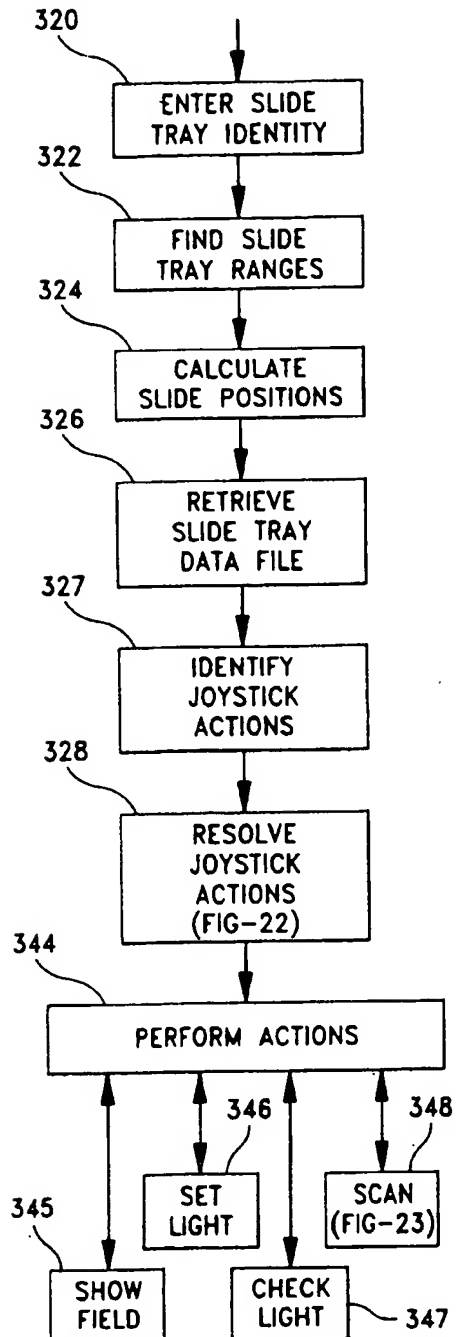 320
ENTER SLIDE
TRAY IDENTITY
322
FIND SLIDE
TRAY RANGES
324
CALCULATE
SLIDE POSITIONS
326
RETRIEVE
SLIDE TRAY
DATA FILE
327
IDENTIFY
JOYSTICK
ACTIONS
328
RESOLVE
JOYSTICK
ACTIONS
(FIG-22)
344
PERFORM ACTIONS
346
348
SET
LIGHT
SCAN
(FIG-23)
345
SHOW
FIELD
CHECK
LIGHT
347